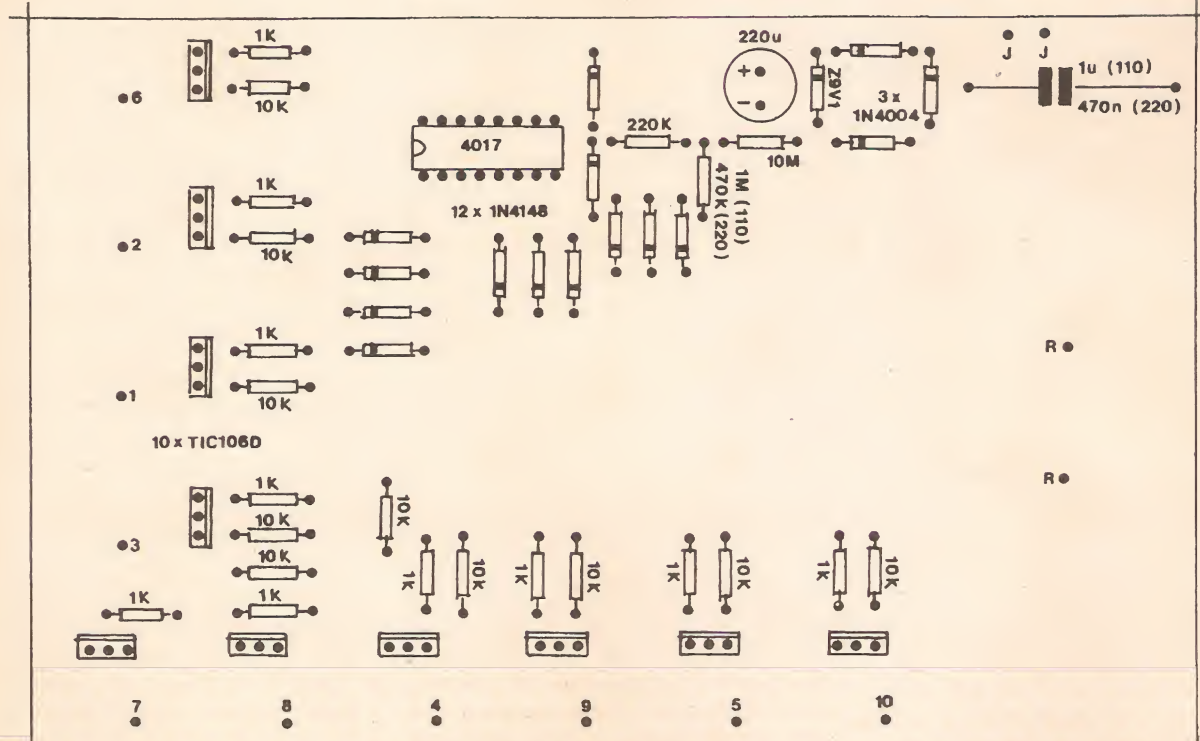 1K
10K
6
220u
+
-
Z9V1
3 x
1N4004
J J
1u (110)
470n (220)
4017
220K
10M
1M (110)
470K (220)
12 x 1N4148
1K
10K
2
1K
10K
1
R
10 x TIC106D
R
1K
10K
10K
1K
3
1K
10K
1K
10K
1K
10K
1K
10K
1K
10K
7
8
4
9
5
10